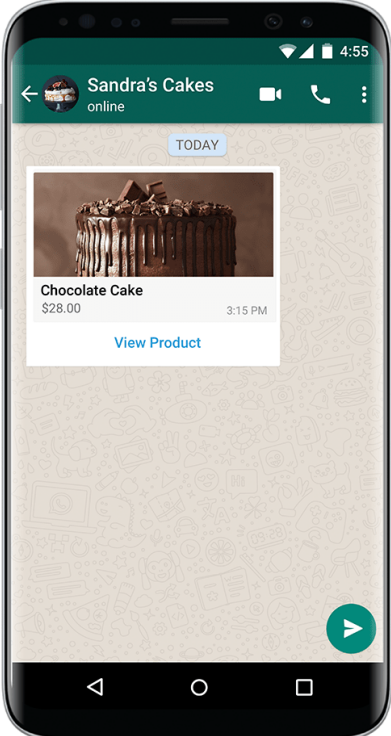 4:55
Sandra's Cakes
online
TODAY
Chocolate Cake
$28.00
3:15 PM
View Product